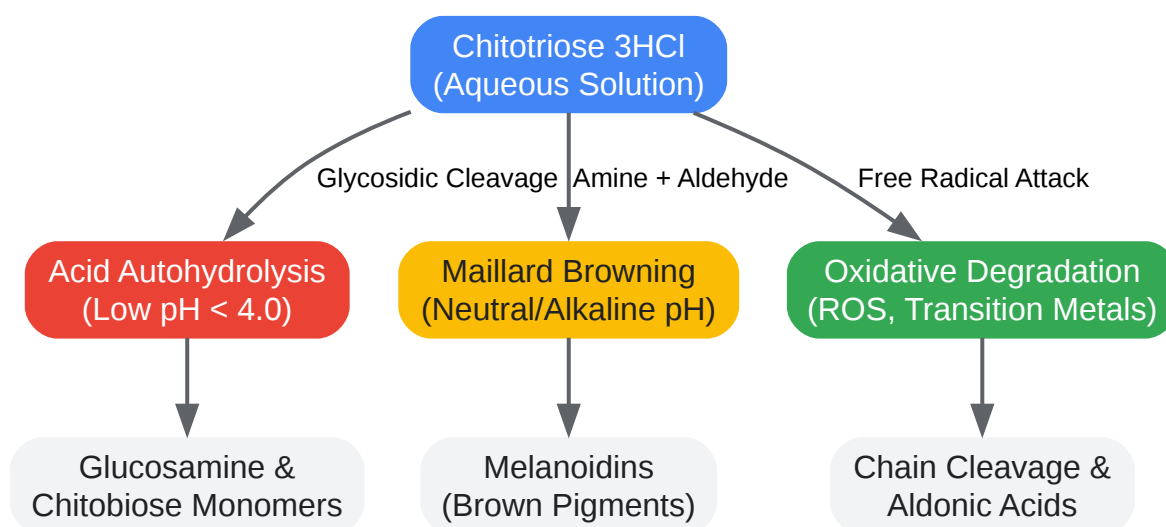 Chitotriose 3HCl
(Aqueous Solution)
Glycosidic Cleavage
Amine + Aldehyde
Free Radical Attack
Acid Autohydrolysis
(Low pH < 4.0)
Maillard Browning
(Neutral/Alkaline pH)
Oxidative Degradation
(ROS, Transition Metals)
Glucosamine &
Chitobiose Monomers
Melanoidins
(Brown Pigments)
Chain Cleavage &
Aldonic Acids